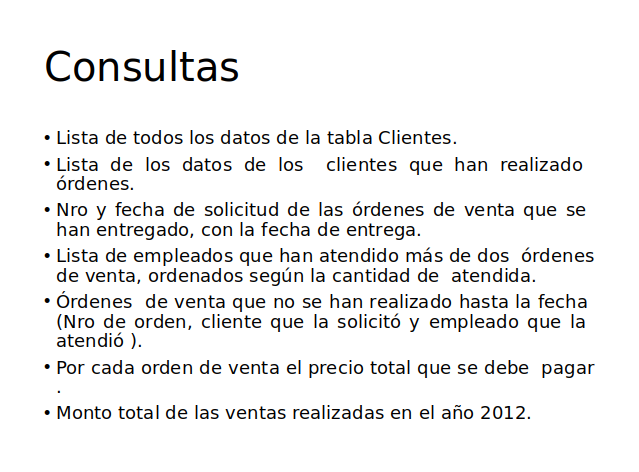 Consultas
• Lista de todos los datos de la tabla Clientes.
• Lista de los datos de los clientes que han realizado
órdenes.
• Nro y fecha de solicitud de las órdenes de venta que se
han entregado, con la fecha de entrega.
• Lista de empleados que han atendido más de dos órdenes
de venta, ordenados según la cantidad de atendida.
• Órdenes de venta que no se han realizado hasta la fecha
(Nro de orden, cliente que la solicitó y empleado que la
atendió ).
• Por cada orden de venta el precio total que se debe pagar
.
• Monto total de las ventas realizadas en el año 2012.